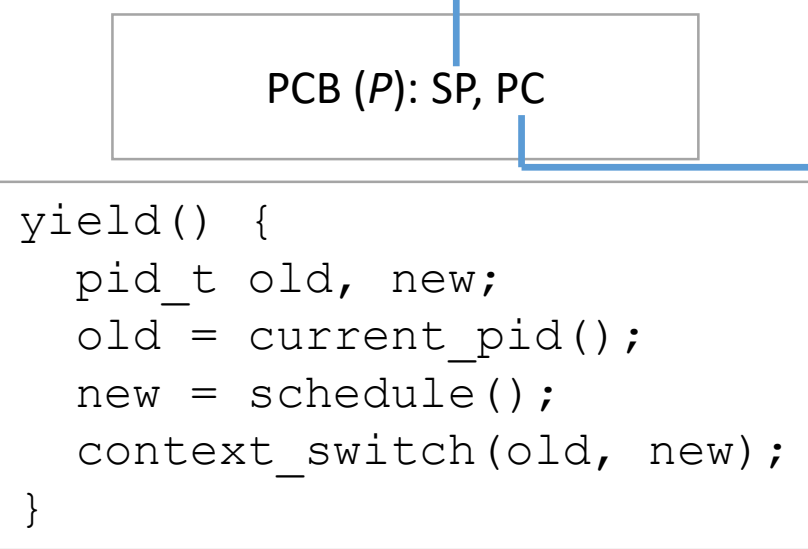 PCB (P): SP, PC
yield() {
  pid_t old, new;
  old = current_pid();
  new = schedule();
  context_switch(old, new);
}